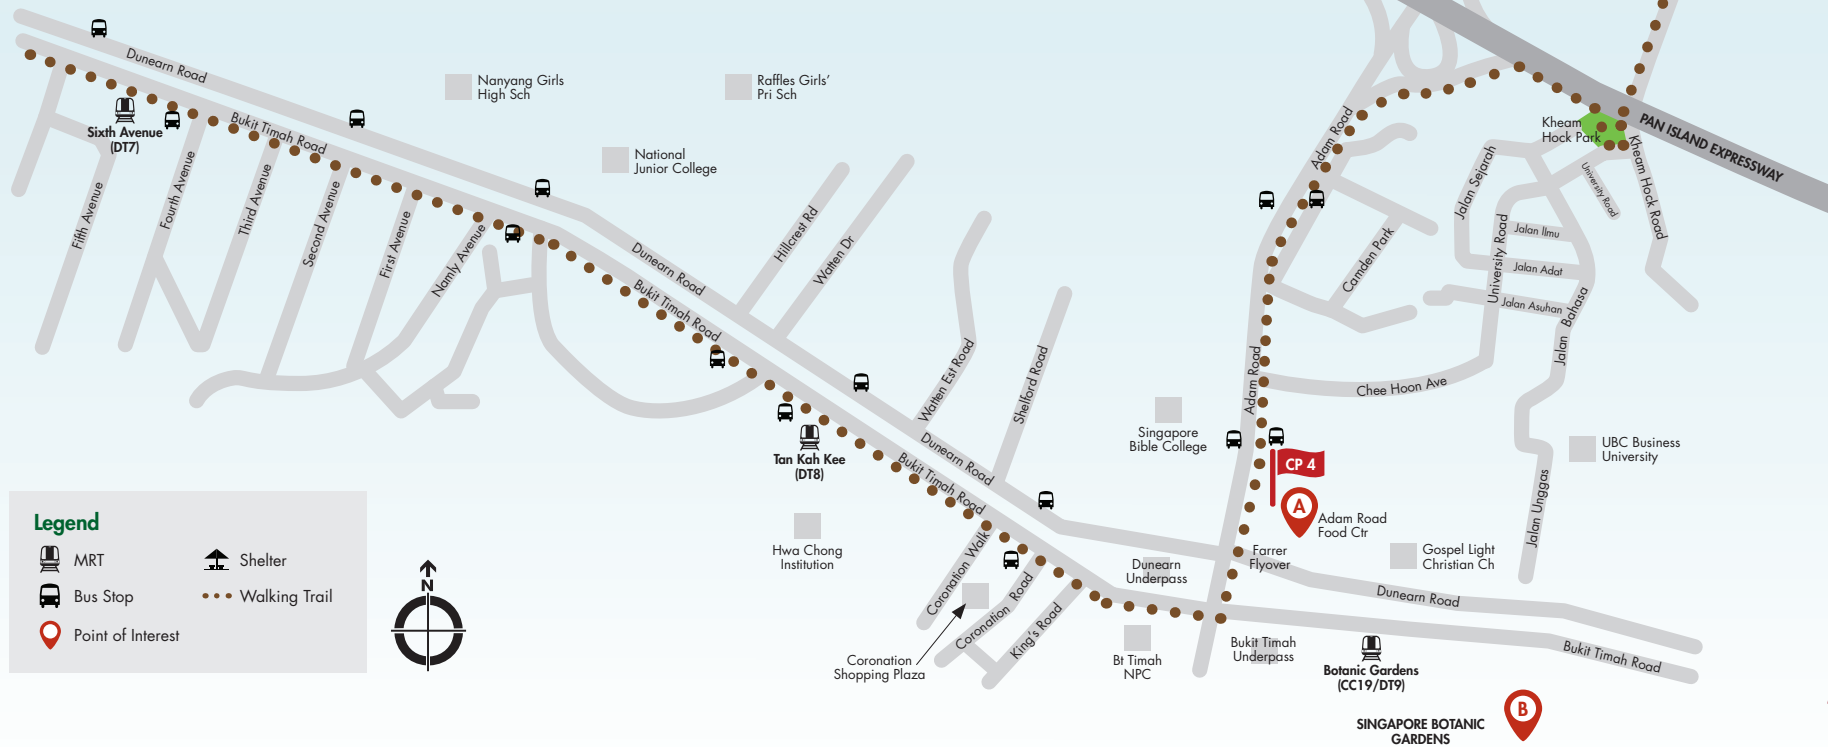 Dunearn Road
Nanyang Girls
High Sch
Raffles Girls'
Pri Sch
Sixth Avenue
(DT7)
Bukit Timah Road
National
Junior College
Fifth Avenue
Fourth Avenue
Third Avenue
Second Avenue
First Avenue
Namly Avenue
Hillcrest Rd
Watten Dr
Dunearn Road
Bukit Timah Road
Adam Road
Kheam
Hock Park
PAN ISLAND EXPRESSWAY
Kheam Hock Road
University Road
Jalan Sejarah
Jalan Ilmu
University Road
Jalan Adat
Jalan Asuhan
Jalan Bahasa
Camden Park
Chee Hoon Ave
Adam Road
Watten Est Road
Shelford Road
Singapore
Bible College
UBC Business
University
Jalan Unggas
Tan Kah Kee
(DT8)
Dunearn Road
Bukit Timah Road
CP 4
A
Adam Road
Food Ctr
Hwa Chong
Institution
Coronation Walk
Coronation Road
King's Road
Dunearn
Underpass
Farrer
Flyover
Gospel Light
Christian Ch
Dunearn Road
Bukit Timah Road
Coronation
Shopping Plaza
Bt Timah
NPC
Bukit Timah
Underpass
Botanic Gardens
(CC19/DT9)
SINGAPORE BOTANIC
GARDENS
B
Legend
MRT
Shelter
Bus Stop
Walking Trail
Point of Interest
N